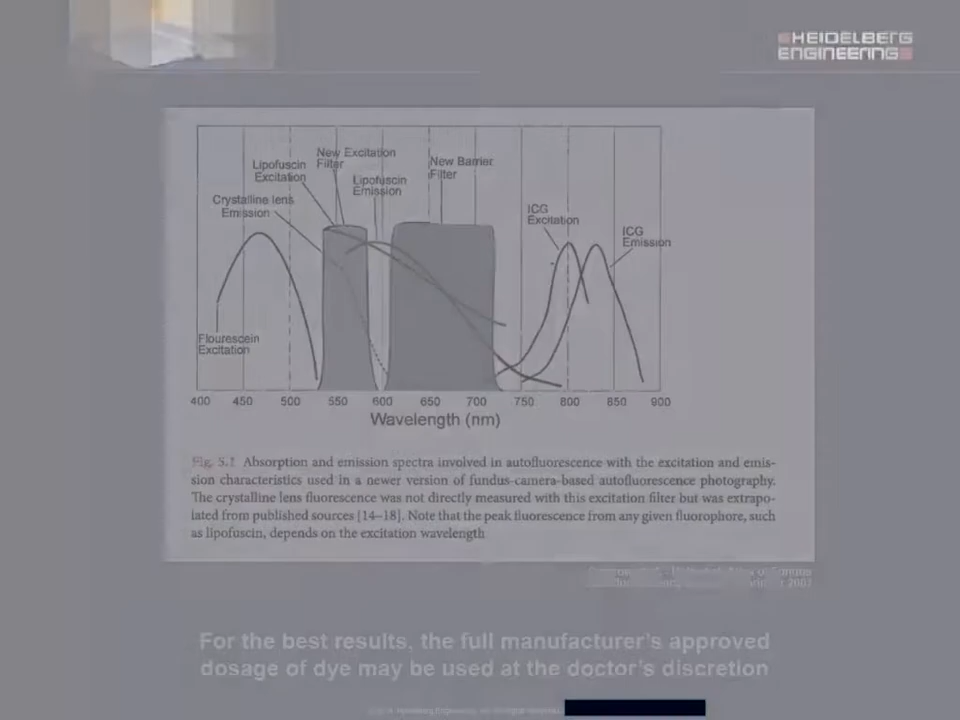 HEIDELBERG
ENGINEERING
New Excitation
Filter
Lipofuscin
Excitation
New Barrier
Filter
Lipofuscin
Emission
Crystalline lens
Emission
ICG
Excitation
ICG
Emission
Flourescein
Excitation
400 450 500 550 600 650 700 750 800 850 900
Wavelength (nm)
Fig. 5.1 Absorption and emission spectra involved in autofluorescence with the excitation and emis-
sion characteristics used in a newer version of fundus-camera-based autofluorescence photography.
The crystalline lens fluorescence was not directly measured with this excitation filter but was extrapo-
lated from published sources [14–18]. Note that the peak fluorescence from any given fluorophore, such
as lipofuscin, depends on the excitation wavelength
For the best results, the full manufacturer's approved
dosage of dye may be used at the doctor's discretion